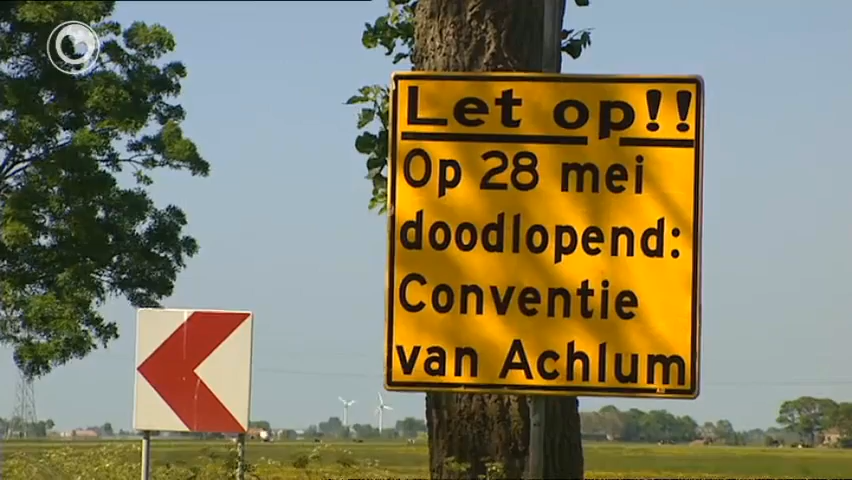 Let op!!
Op 28 mei
doodlopend:
Conventie
van Achlum